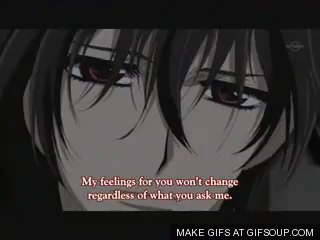 My feelings for you won't change
regardless of what you ask me.
MAKE GIFS AT GIFSOUP.COM